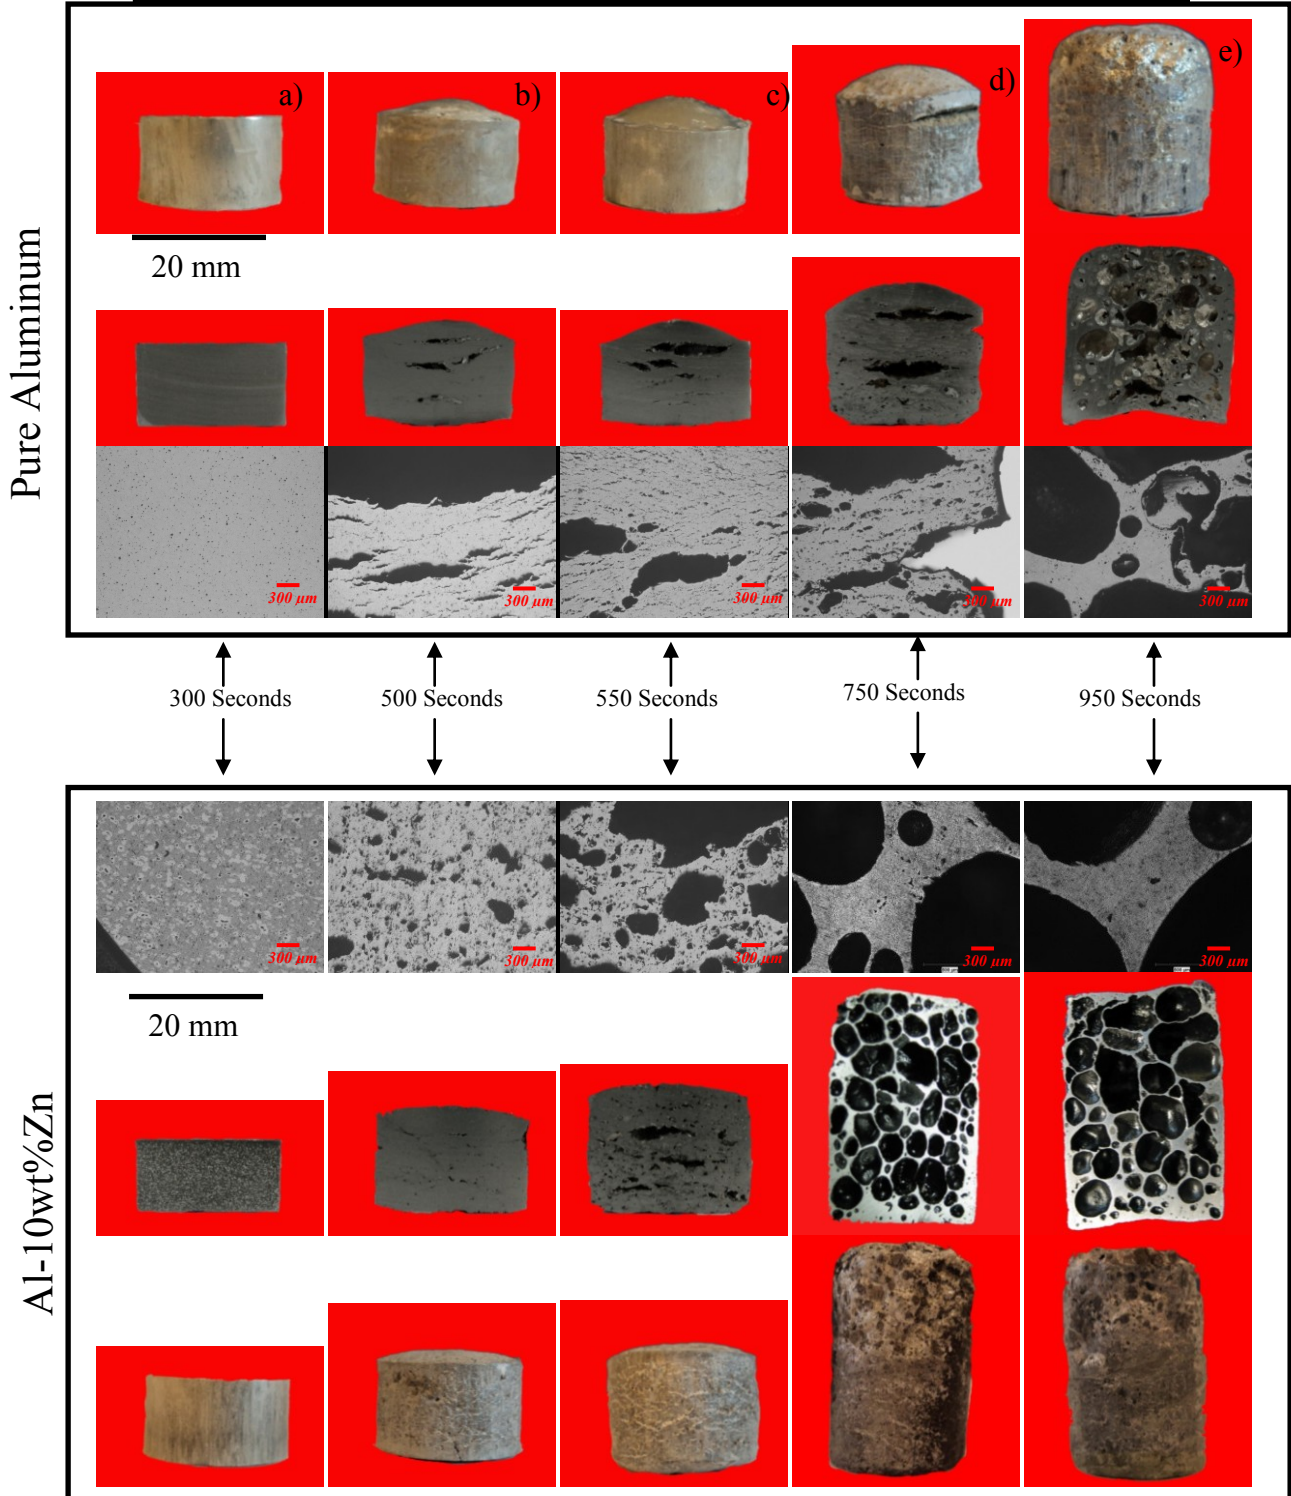 a)
b)
c)
d)
e)
Pure Aluminum
20 mm
300 µm
300 µm
300 µm
300 µm
300 µm
300 Seconds
500 Seconds
550 Seconds
750 Seconds
950 Seconds
300 µm
300 µm
300 µm
300 µm
300 µm
20 mm
Al-10wt%Zn